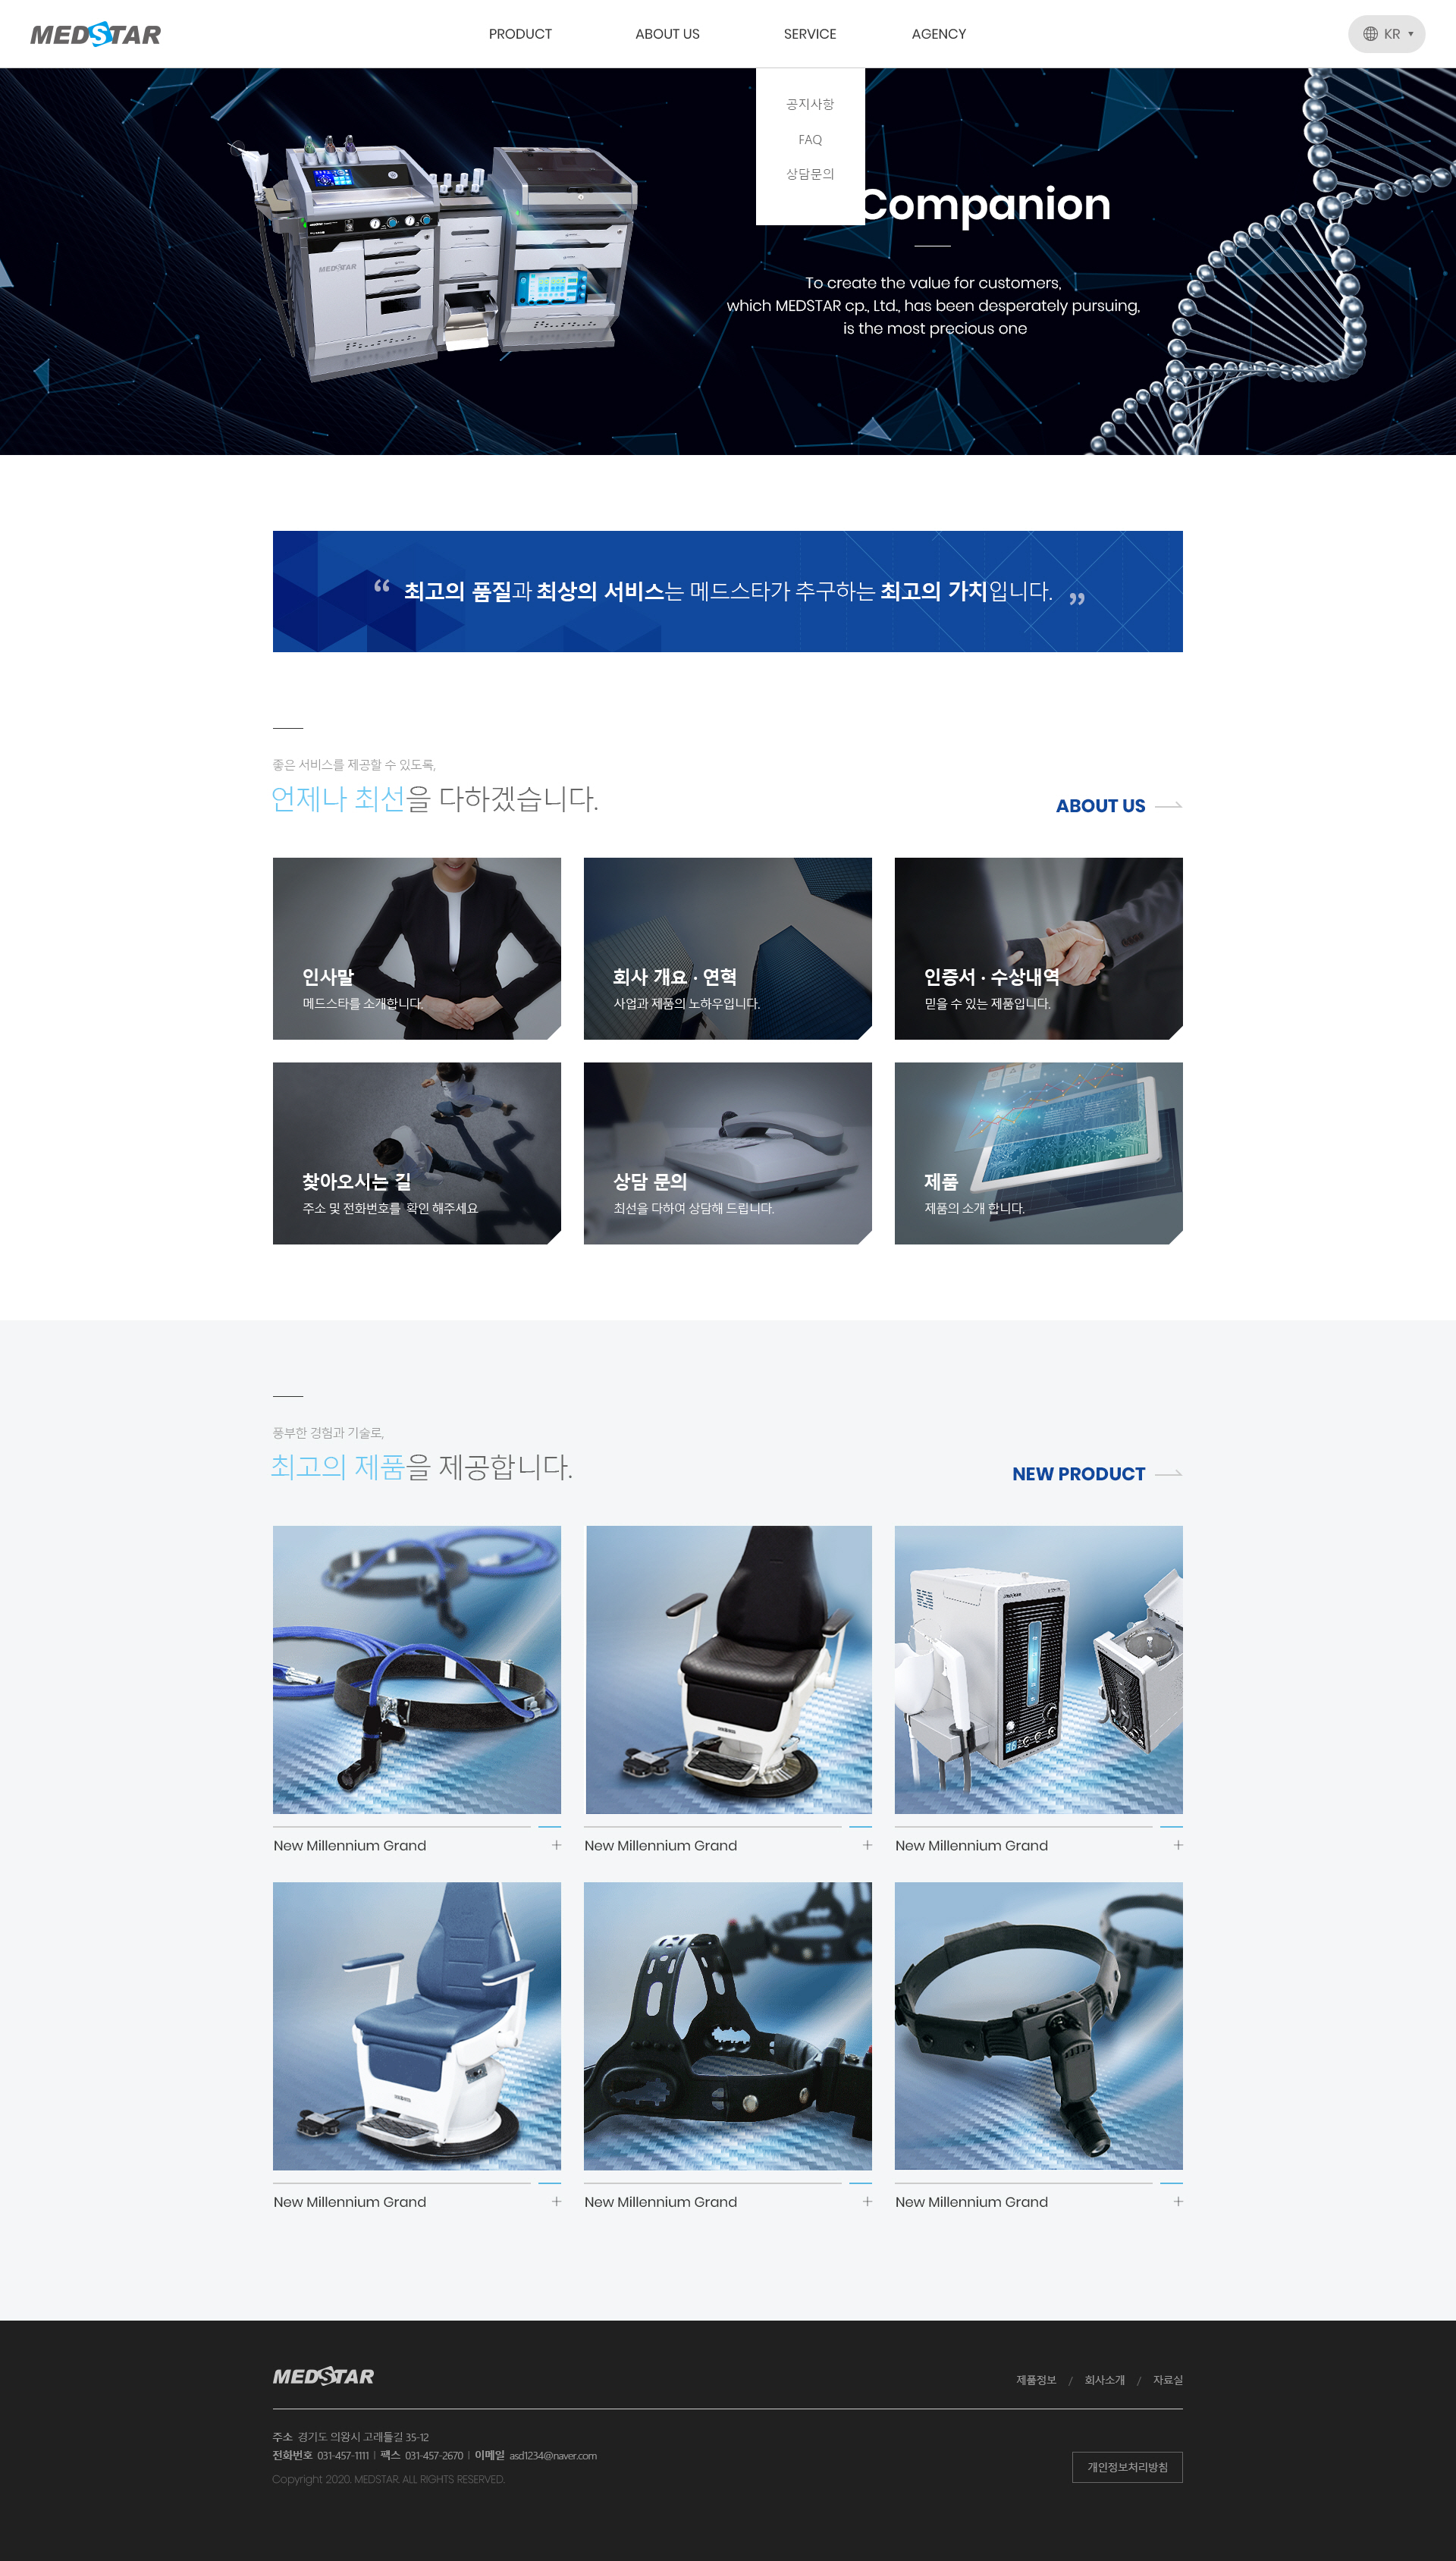 MEDSTAR
PRODUCT
ABOUT US
SERVICE
AGENCY
KR
공지사항
FAQ
상담문의
Companion
To create the value for customers,
which MEDSTAR cp., Ltd., has been desperately pursuing,
is the most precious one
MEDSTAR
“ 최고의 품질과 최상의 서비스는 메드스타가 추구하는 최고의 가치입니다. ”
좋은 서비스를 제공할 수 있도록,
언제나 최선을 다하겠습니다.
ABOUT US
인사말
메드스타를 소개합니다.
회사 개요 · 연혁
사업과 제품의 노하우입니다.
인증서 · 수상내역
믿을 수 있는 제품입니다.
찾아오시는 길
주소 및 전화번호를 확인 해주세요
상담 문의
최선을 다하여 상담해 드립니다.
제품
제품의 소개 합니다.
풍부한 경험과 기술로,
최고의 제품을 제공합니다.
NEW PRODUCT
New Millennium Grand +
New Millennium Grand +
New Millennium Grand +
New Millennium Grand +
New Millennium Grand +
New Millennium Grand +
MEDSTAR
제품정보 / 회사소개 / 자료실
주소 경기도 의왕시 고래들길 35-12
전화번호 031-457-1111 | 팩스 031-457-2670 | 이메일 asd1234@naver.com
Copyright 2020. MEDSTAR. ALL RIGHTS RESERVED.
개인정보처리방침